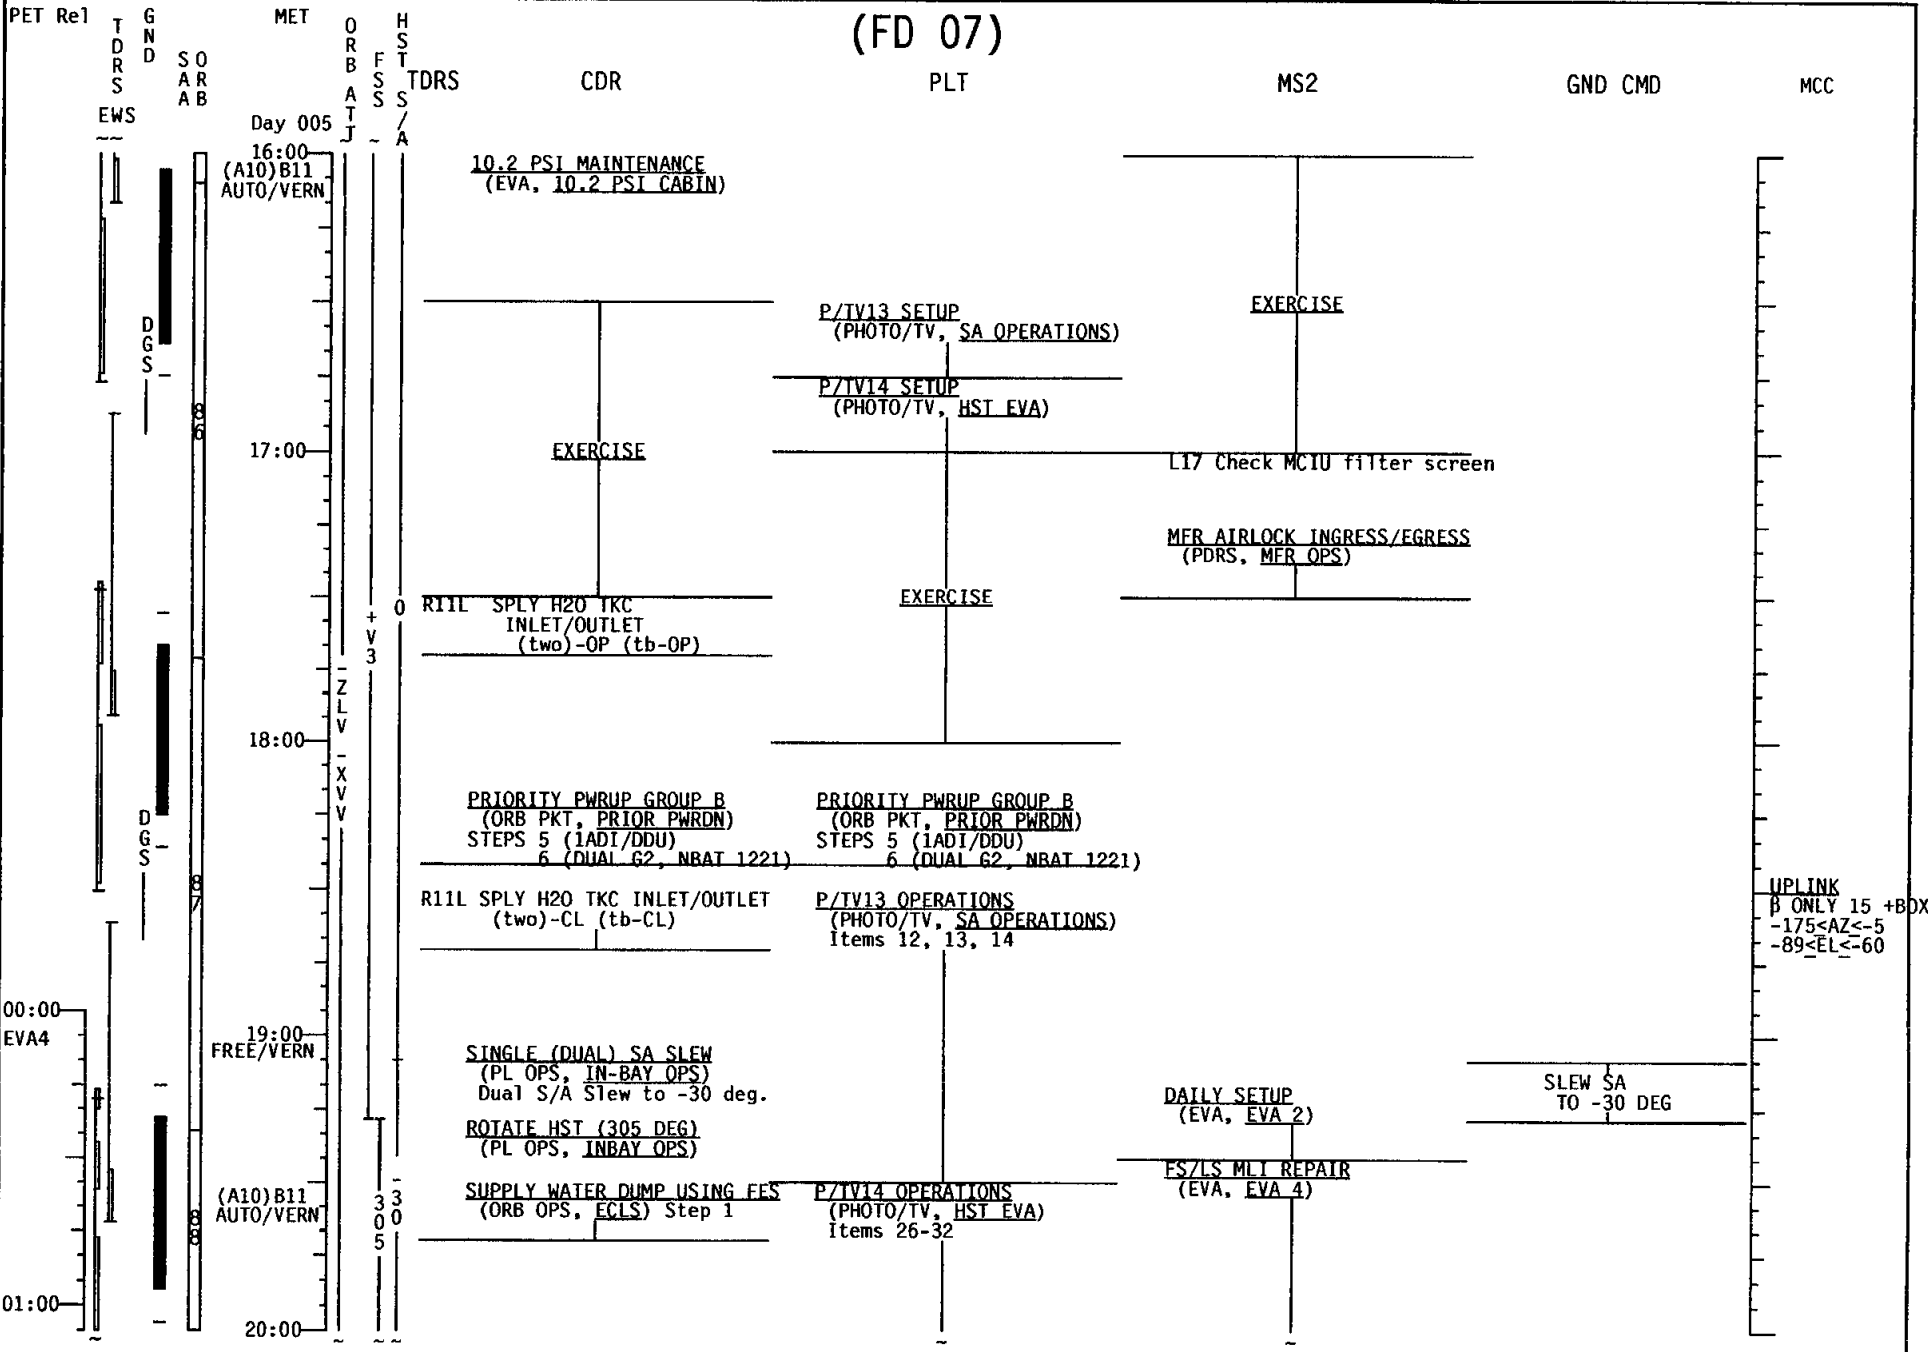 (FD 07)
PET Rel
TDRS
EWS
GND
SAA
ORB
MET
ORB ATT
FSS
HST S/A
TDRS
CDR
PLT
MS2
GND CMD
MCC
Day 005
16:00
(A10)B11
AUTO/VERN
10.2 PSI MAINTENANCE
(EVA, 10.2 PSI CABIN)
DGS
86
P/TV13 SETUP
(PHOTO/TV, SA OPERATIONS)
EXERCISE
P/TV14 SETUP
(PHOTO/TV, HST EVA)
17:00
EXERCISE
L17 Check MCIU filter screen
MFR AIRLOCK INGRESS/EGRESS
(PDRS, MFR OPS)
+V3
0
R11L SPLY H2O TKC
INLET/OUTLET
(two)-OP (tb-OP)
EXERCISE
-ZLV
-XVV
18:00
DGS
87
PRIORITY PWRUP GROUP B
(ORB PKT, PRIOR PWRDN)
STEPS 5 (1ADI/DDU)
6 (DUAL G2, NBAT 1221)
PRIORITY PWRUP GROUP B
(ORB PKT, PRIOR PWRDN)
STEPS 5 (1ADI/DDU)
6 (DUAL G2, NBAT 1221)
R11L SPLY H2O TKC INLET/OUTLET
(two)-CL (tb-CL)
P/TV13 OPERATIONS
(PHOTO/TV, SA OPERATIONS)
Items 12, 13, 14
UPLINK
β ONLY 15 +BOX
-175<AZ<-5
-89<EL<-60
00:00
EVA4
19:00
FREE/VERN
SINGLE (DUAL) SA SLEW
(PL OPS, IN-BAY OPS)
Dual S/A Slew to -30 deg.
SLEW SA
TO -30 DEG
DAILY SETUP
(EVA, EVA 2)
ROTATE HST (305 DEG)
(PL OPS, INBAY OPS)
FS/LS MLI REPAIR
(EVA, EVA 4)
(A10)B11
AUTO/VERN
88
305
-30
SUPPLY WATER DUMP USING FES
(ORB OPS, ECLS) Step 1
P/TV14 OPERATIONS
(PHOTO/TV, HST EVA)
Items 26-32
01:00
20:00